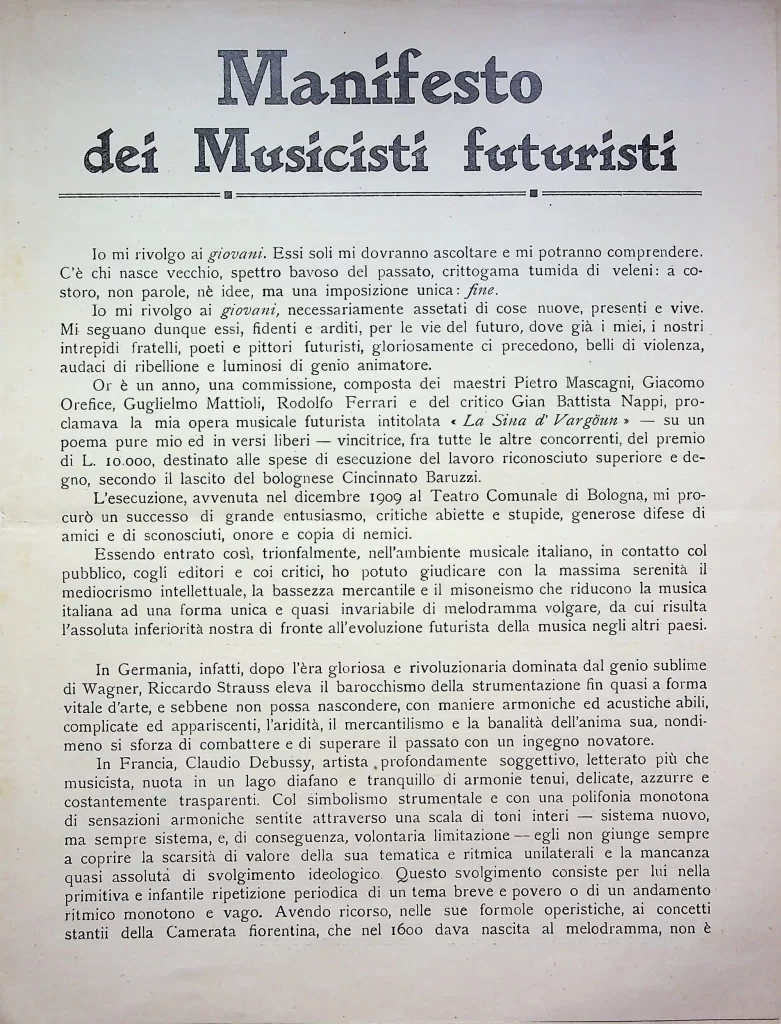 Manifesto
dei Musicisti futuristi
Io mi rivolgo ai giovani. Essi soli mi dovranno ascoltare e mi potranno comprendere.
C'è chi nasce vecchio, spettro bavoso del passato, crittogama tumida di veleni: a co-
storo, non parole, nè idee, ma una imposizione unica: fine.
Io mi rivolgo ai giovani, necessariamente assetati di cose nuove, presenti e vive.
Mi seguano dunque essi, fidenti e arditi, per le vie del futuro, dove già i miei, i nostri
intrepidi fratelli, poeti e pittori futuristi, gloriosamente ci precedono, belli di violenza,
audaci di ribellione e luminosi di genio animatore.
Or è un anno, una commissione, composta dei maestri Pietro Mascagni, Giacomo
Orefice, Guglielmo Mattioli, Rodolfo Ferrari e del critico Gian Battista Nappi, pro-
clamava la mia opera musicale futurista intitolata « La Sina d' Vargöun » — su un
poema pure mio ed in versi liberi — vincitrice, fra tutte le altre concorrenti, del premio
di L. 10.000, destinato alle spese di esecuzione del lavoro riconosciuto superiore e de-
gno, secondo il lascito del bolognese Cincinnato Baruzzi.
L'esecuzione, avvenuta nel dicembre 1909 al Teatro Comunale di Bologna, mi pro-
curò un successo di grande entusiasmo, critiche abiette e stupide, generose difese di
amici e di sconosciuti, onore e copia di nemici.
Essendo entrato così, trionfalmente, nell'ambiente musicale italiano, in contatto col
pubblico, cogli editori e coi critici, ho potuto giudicare con la massima serenità il
mediocrismo intellettuale, la bassezza mercantile e il misoneismo che riducono la musica
italiana ad una forma unica e quasi invariabile di melodramma volgare, da cui risulta
l'assoluta inferiorità nostra di fronte all'evoluzione futurista della musica negli altri paesi.
In Germania, infatti, dopo l'èra gloriosa e rivoluzionaria dominata dal genio sublime
di Wagner, Riccardo Strauss eleva il barocchismo della strumentazione fin quasi a forma
vitale d'arte, e sebbene non possa nascondere, con maniere armoniche ed acustiche abili,
complicate ed appariscenti, l'aridità, il mercantilismo e la banalità dell'anima sua, nondi-
meno si sforza di combattere e di superare il passato con un ingegno novatore.
In Francia, Claudio Debussy, artista profondamente soggettivo, letterato più che
musicista, nuota in un lago diafano e tranquillo di armonie tenui, delicate, azzurre e
costantemente trasparenti. Col simbolismo strumentale e con una polifonia monotona
di sensazioni armoniche sentite attraverso una scala di toni interi — sistema nuovo,
ma sempre sistema, e, di conseguenza, volontaria limitazione — egli non giunge sempre
a coprire la scarsità di valore della sua tematica e ritmica unilaterali e la mancanza
quasi assoluta di svolgimento ideologico. Questo svolgimento consiste per lui nella
primitiva e infantile ripetizione periodica di un tema breve e povero o di un andamento
ritmico monotono e vago. Avendo ricorso, nelle sue formole operistiche, ai concetti
stantii della Camerata fiorentina, che nel 1600 dava nascita al melodramma, non è